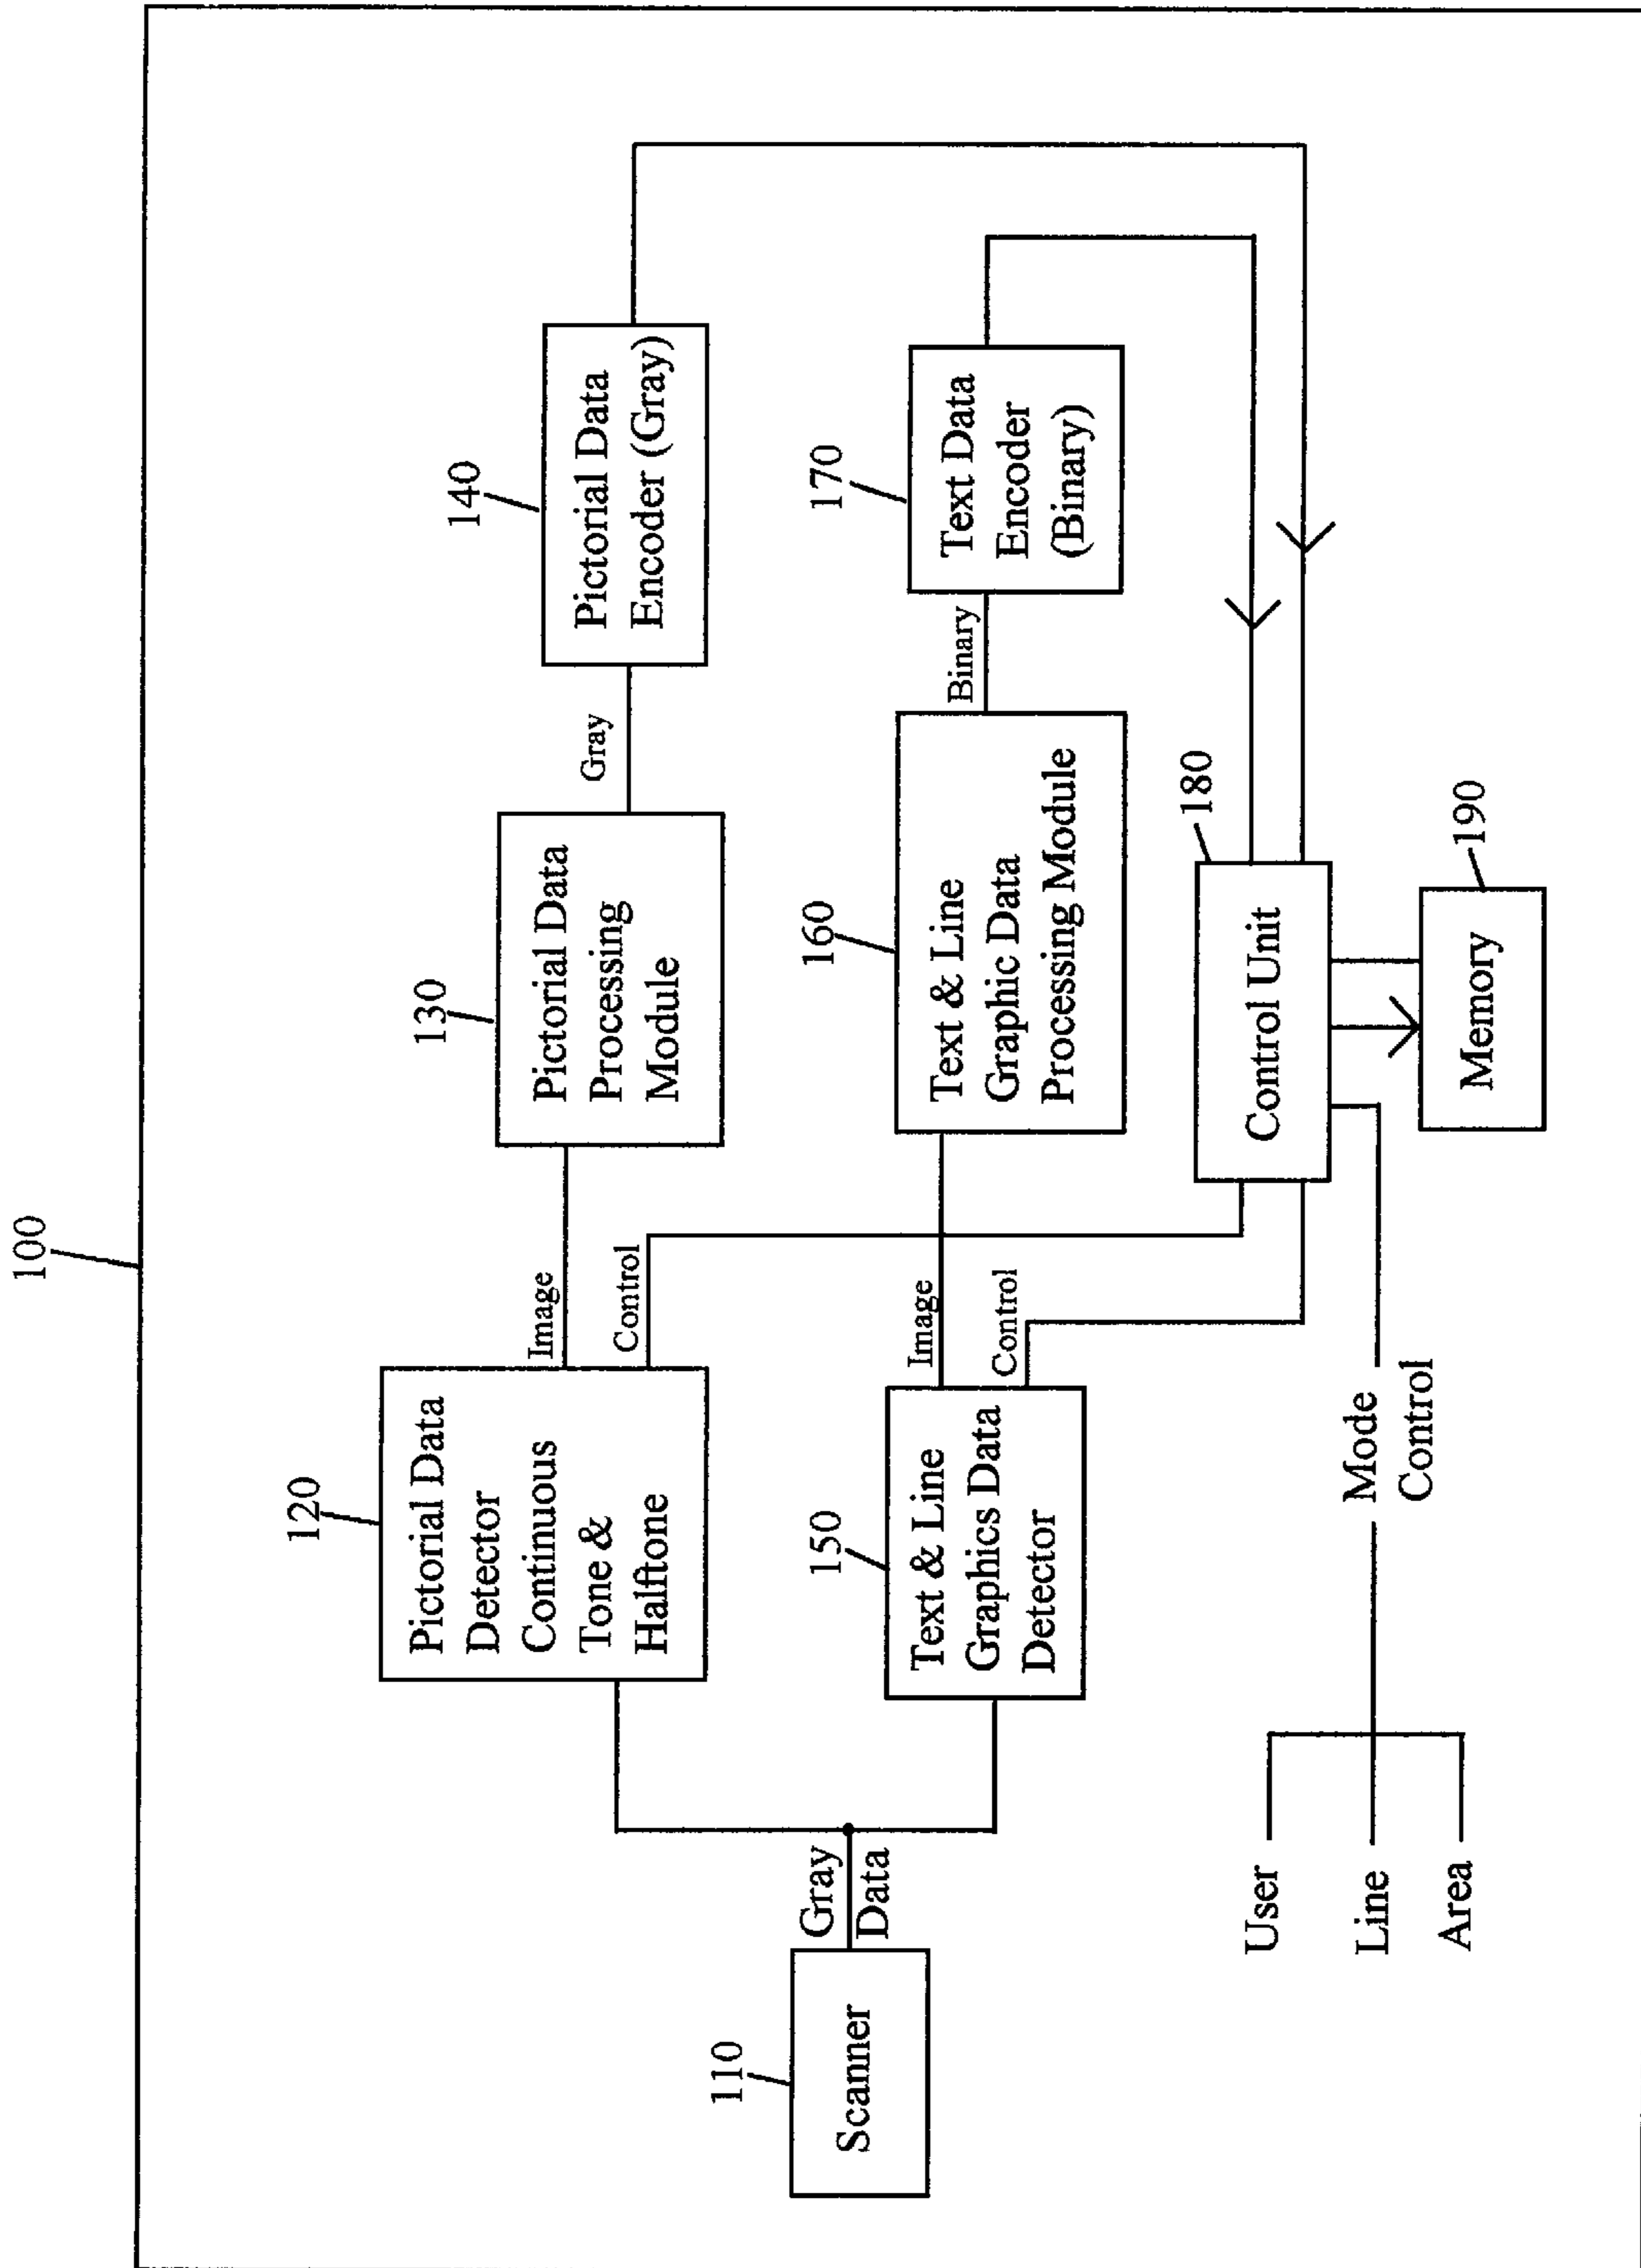 100
120
Pictorial Data
Detector
Continuous
Tone &
Halftone
Image
Control
130
Pictorial Data
Processing
Module
Gray
140
Pictorial Data
Encoder (Gray)
110
Scanner
Gray
Data
150
Text & Line
Graphics Data
Detector
Image
Control
160
Text & Line
Graphic Data
Processing Module
Binary
170
Text Data
Encoder
(Binary)
180
Control Unit
190
Memory
User
Line
Area
Mode
Control